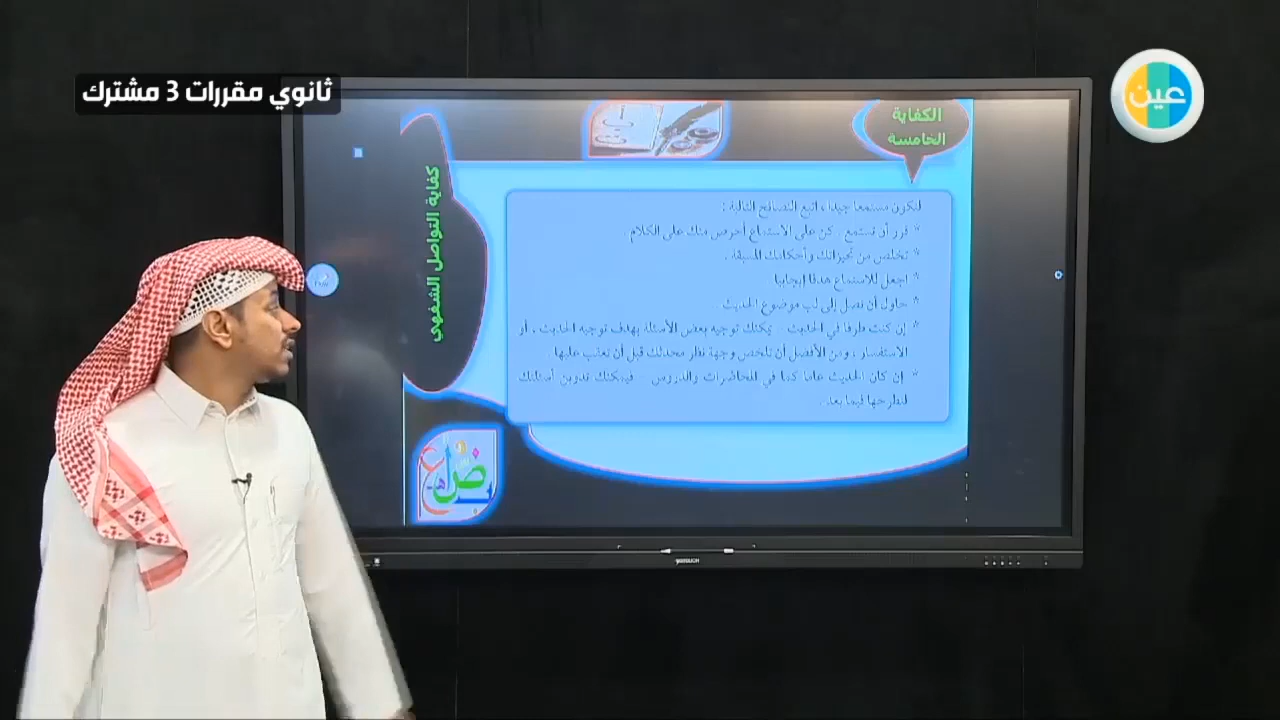 ثانوي مقررات 3 مشترك
عين
الكفاية
الخامسة
كفاية التواصل الشفهي
لتكون مستمعا جيدا ، اتبع النصائح التالية :
* قرر أن تستمع . كن على الاستماع أحرص منك على الكلام .
* تخلص من تحيزاتك وأحكامك المسبقة .
* اجعل للاستماع هدفا إيجابيا
* حاول أن تصل إلى لب موضوع الحديث .
* إن كنت طرفا في الحديث - يمكنك توجيه بعض الأسئلة بهدف توجيه الحديث ، أو
الاستفسار ، ومن الأفضل أن تلخص وجهة نظر محدثك قبل أن تعقب عليها .
* إن كان الحديث عاما كما في المحاضرات والدروس - فيمكنك تدوين أسئلتك
لتطرحها فيما بعد .